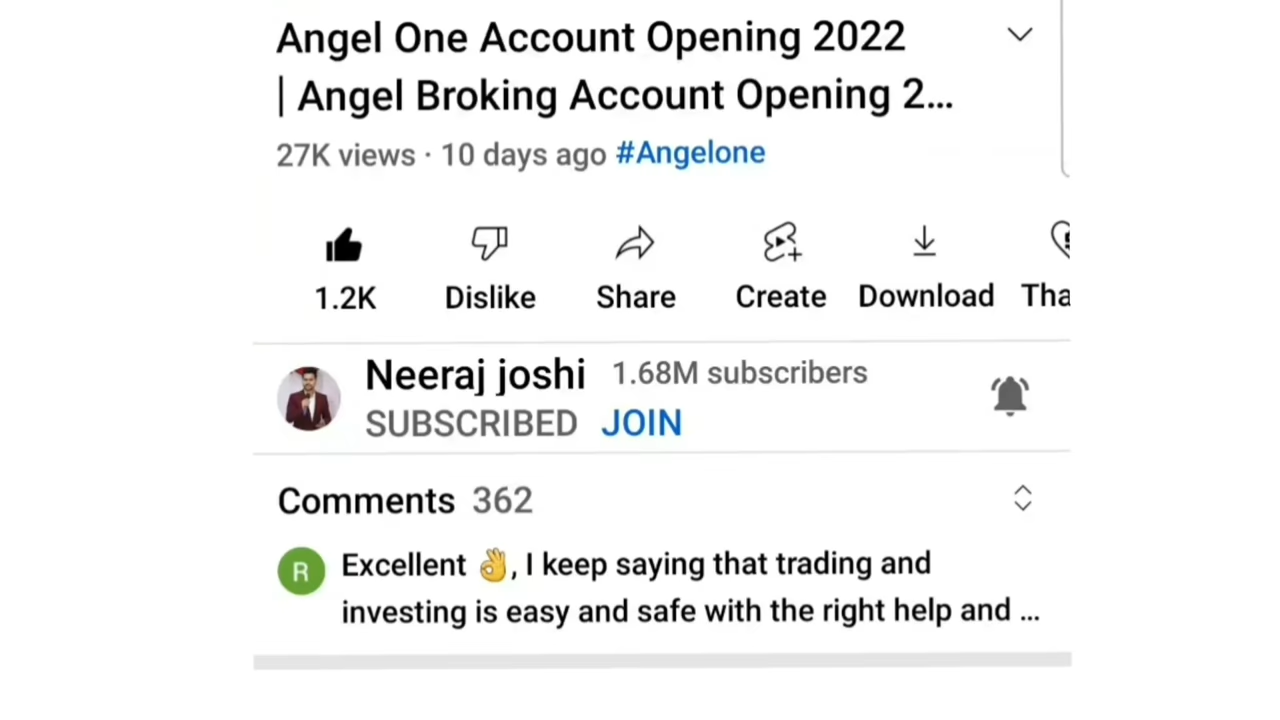 Angel One Account Opening 2022
| Angel Broking Account Opening 2...
27K views · 10 days ago #Angelone
1.2K Dislike Share Create Download Tha
Neeraj joshi 1.68M subscribers
SUBSCRIBED JOIN
Comments 362
R Excellent 👌, I keep saying that trading and
investing is easy and safe with the right help and ...